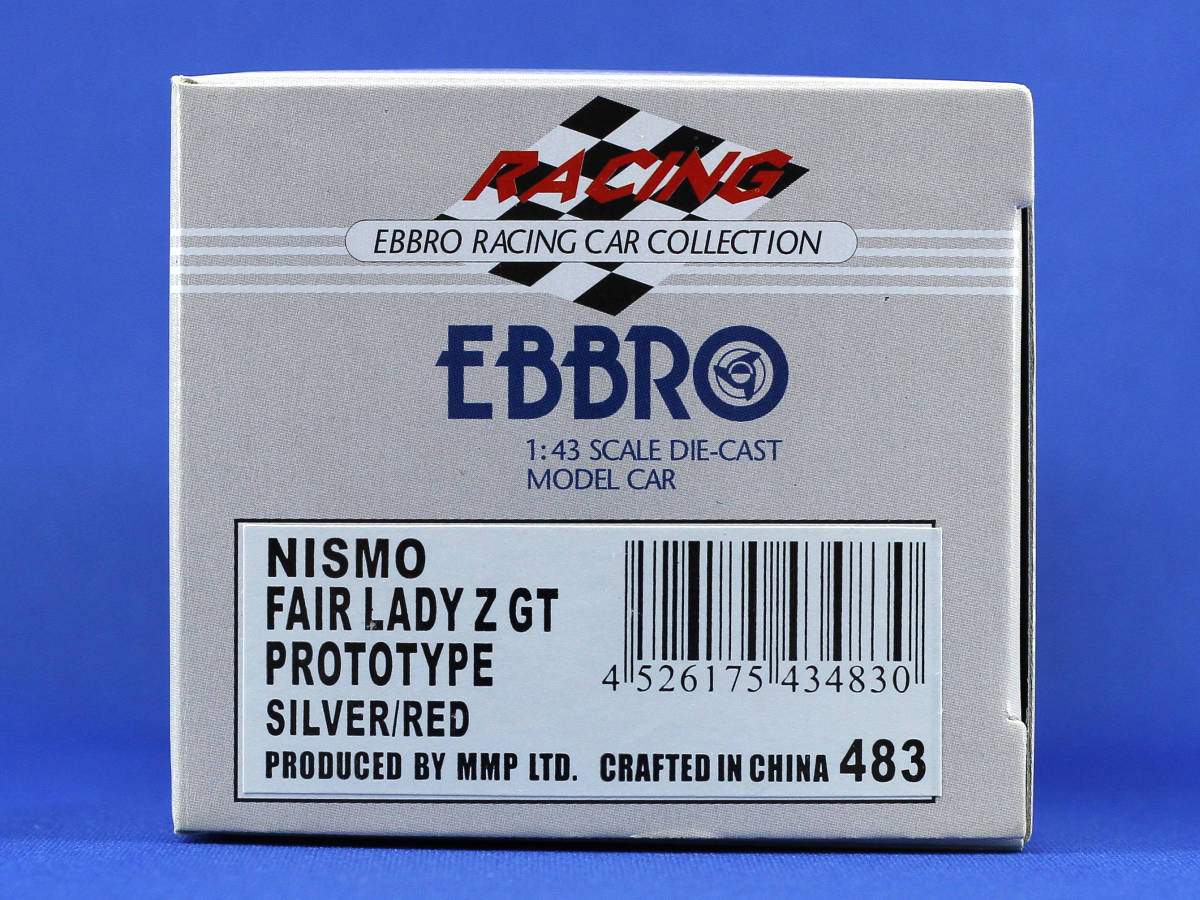 RACING
EBBRO RACING CAR COLLECTION
EBBRO
1:43 SCALE DIE-CAST
MODEL CAR
NISMO
FAIR LADY Z GT
PROTOTYPE
SILVER/RED
4 526175 434830
PRODUCED BY MMP LTD. CRAFTED IN CHINA 483